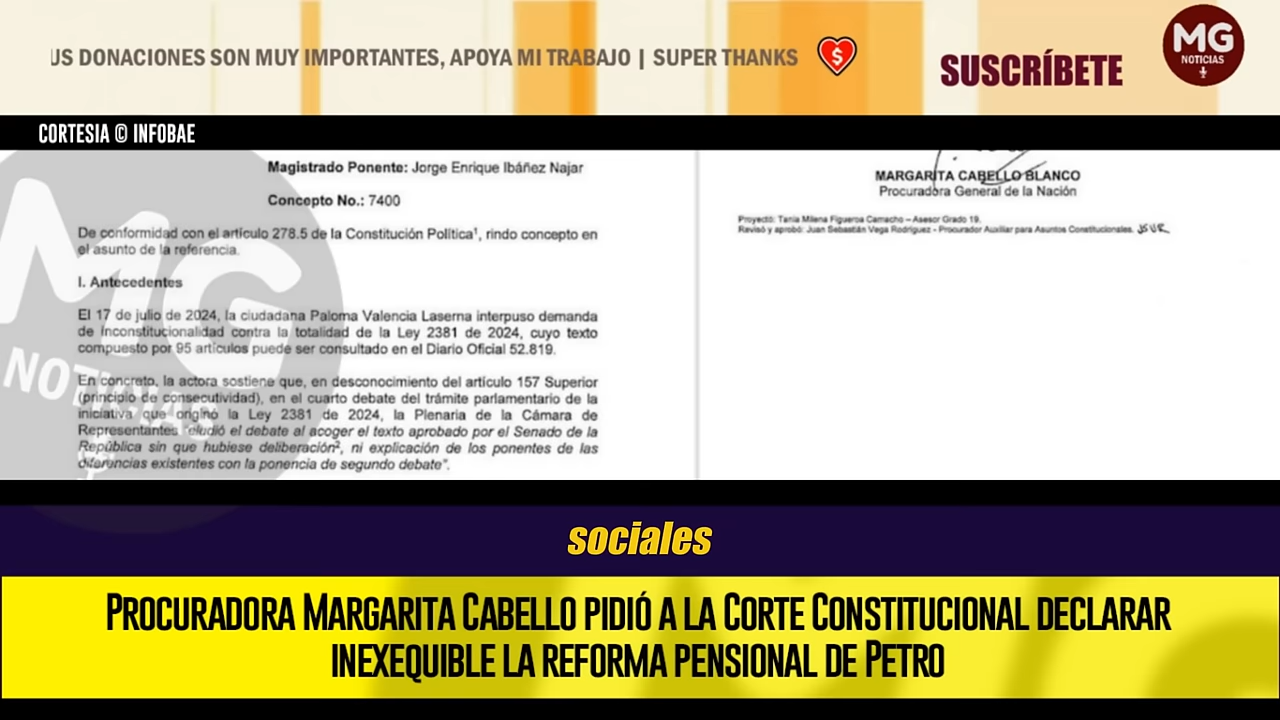 US DONACIONES SON MUY IMPORTANTES, APOYA MI TRABAJO | SUPER THANKS
SUSCRÍBETE
MG
NOTICIAS
CORTESIA © INFOBAE
Magistrado Ponente: Jorge Enrique Ibáñez Najar
Concepto No.: 7400
De conformidad con el artículo 278.5 de la Constitución Política¹, rindo concepto en
el asunto de la referencia.
I. Antecedentes
El 17 de julio de 2024, la ciudadana Paloma Valencia Laserna interpuso demanda
de inconstitucionalidad contra la totalidad de la Ley 2381 de 2024, cuyo texto
compuesto por 95 artículos puede ser consultado en el Diario Oficial 52.819.
En concreto, la actora sostiene que, en desconocimiento del artículo 157 Superior
(principio de consecutividad), en el cuarto debate del trámite parlamentario de la
iniciativa que originó la Ley 2381 de 2024, la Plenaria de la Cámara de
Representantes "eludió el debate al acoger el texto aprobado por el Senado de la
República sin que hubiese deliberación², ni explicación de los ponentes de las
diferencias existentes con la ponencia de segundo debate".
MARGARITA CABELLO BLANCO
Procuradora General de la Nación
Proyectó: Tania Milena Figueroa Camacho – Asesor Grado 19.
Revisó y aprobó: Juan Sebastián Vega Rodríguez - Procurador Auxiliar para Asuntos Constitucionales. JSVR
MG
NOTICIAS
sociales
PROCURADORA MARGARITA CABELLO PIDIÓ A LA CORTE CONSTITUCIONAL DECLARAR
INEXEQUIBLE LA REFORMA PENSIONAL DE PETRO